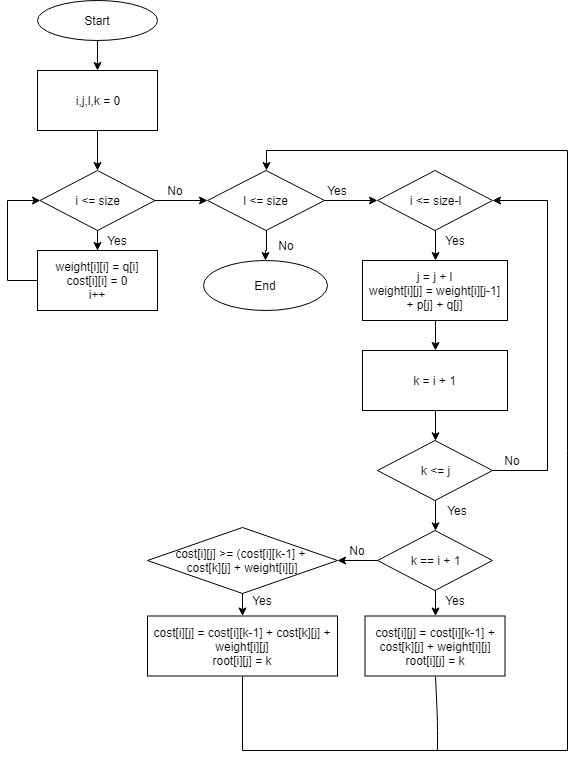 Start
i,j,l,k = 0
i <= size
No
l <= size
Yes
i <= size-l
Yes
weight[i][i] = q[i]
cost[i][i] = 0
i++
No
End
Yes
j = j + l
weight[i][j] = weight[i][j-1]
+ p[j] + q[j]
k = i + 1
k <= j
No
Yes
cost[i][j] >= (cost[i][k-1] +
cost[k][j] + weight[i][j]
No
k == i + 1
Yes
Yes
cost[i][j] = cost[i][k-1] + cost[k][j] +
weight[i][j]
root[i][j] = k
cost[i][j] = cost[i][k-1] +
cost[k][j] + weight[i][j]
root[i][j] = k